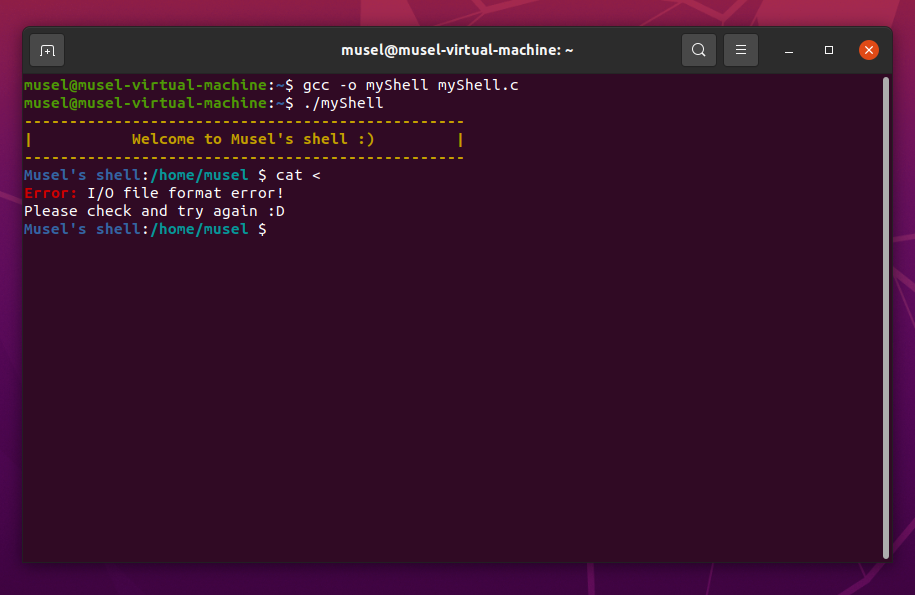 musel@musel-virtual-machine: ~
musel@musel-virtual-machine:~$ gcc -o myShell myShell.c
musel@musel-virtual-machine:~$ ./myShell
-------------------------------------------------
|           Welcome to Musel's shell :)         |
-------------------------------------------------
Musel's shell:/home/musel $ cat <
Error: I/O file format error!
Please check and try again :D
Musel's shell:/home/musel $